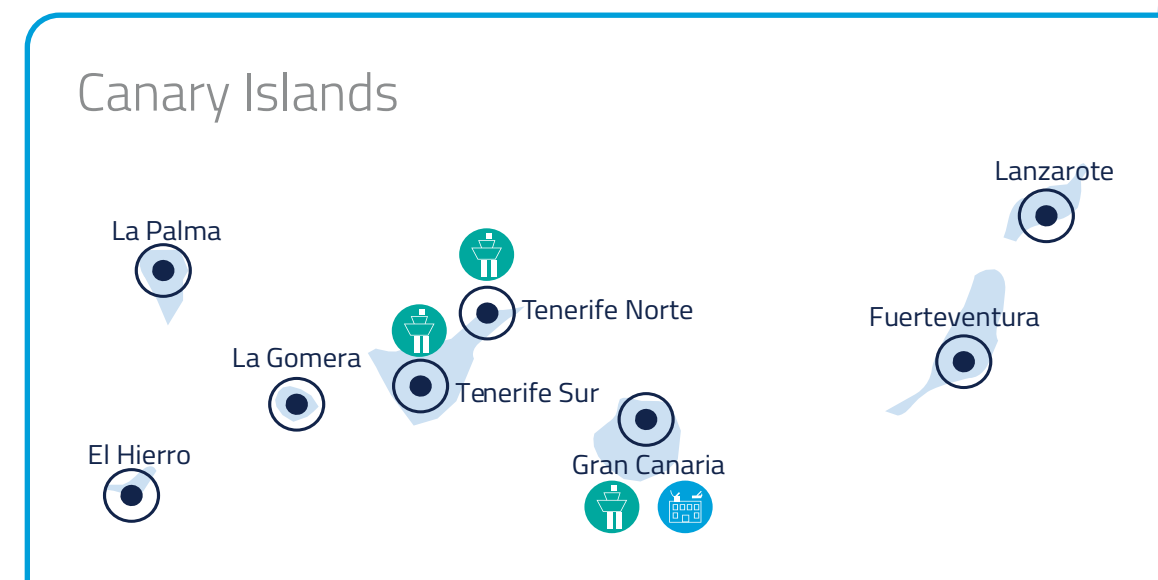 Canary Islands
Lanzarote
La Palma
Tenerife Norte
Fuerteventura
La Gomera
Tenerife Sur
El Hierro
Gran Canaria